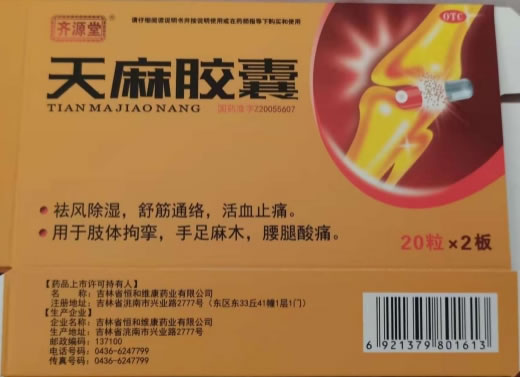 齐源堂
请仔细阅读说明书并按说明使用或在药师指导下购买和使用
OTC
天麻胶囊
TIAN MA JIAO NANG
国药准字Z20055607
祛风除湿，舒筋通络，活血止痛。
用于肢体拘挛，手足麻木，腰腿酸痛。
20粒×2板
【药品上市许可持有人】
名　　称：吉林省恒和维康药业有限公司
注册地址：吉林省洮南市兴业路2777号（东区东33丘41幢1层1门）
【生产企业】
企业名称：吉林省恒和维康药业有限公司
生产地址：吉林省洮南市兴业路2777号
邮政编码：137100
电话号码：0436-6247799
传真号码：0436-6247799
6 921379 801613